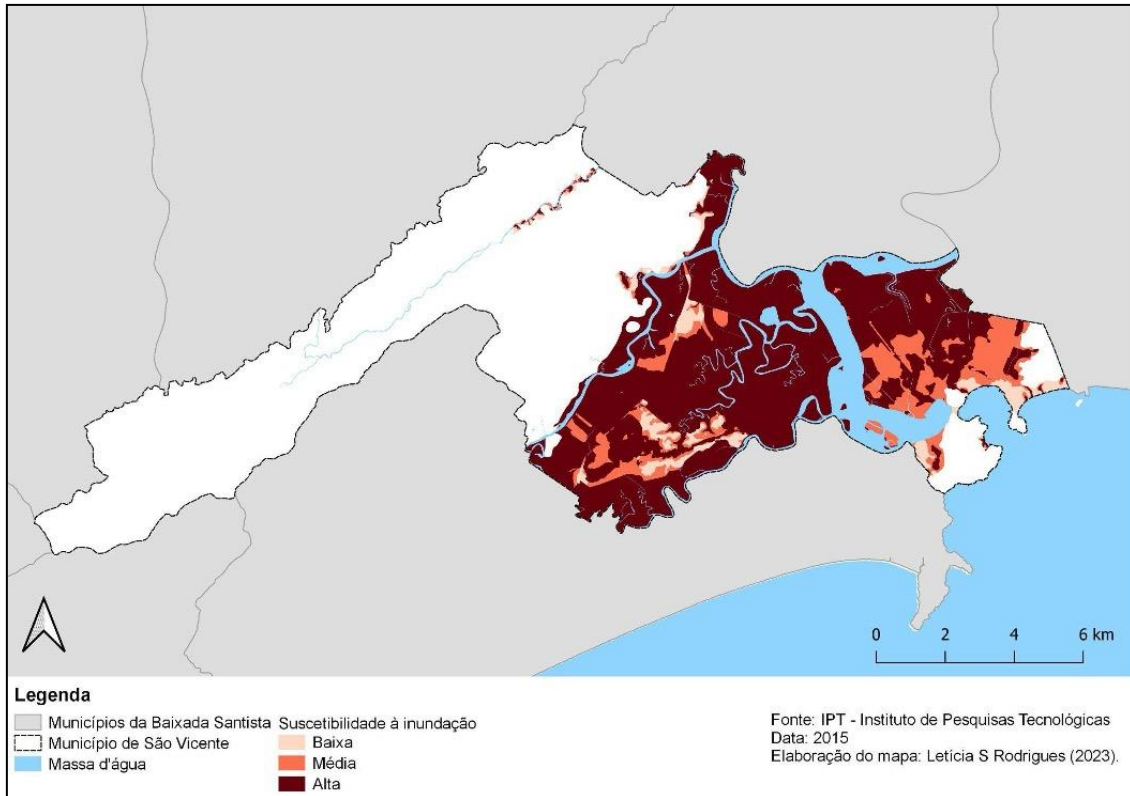 0 2 4 6 km
Legenda
Municípios da Baixada Santista
Município de São Vicente
Massa d'água
Suscetibilidade à inundação
Baixa
Média
Alta
Fonte: IPT - Instituto de Pesquisas Tecnológicas
Data: 2015
Elaboração do mapa: Letícia S Rodrigues (2023).